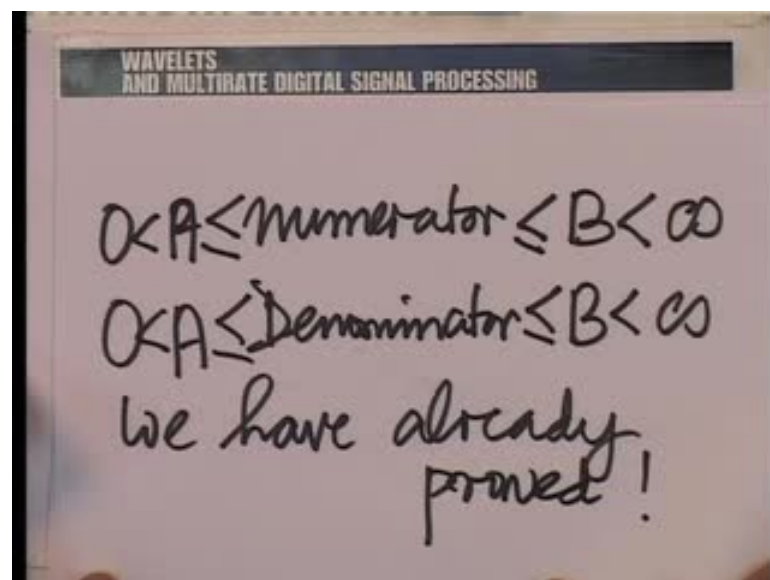 WAVELETS
AND MULTIRATE DIGITAL SIGNAL PROCESSING
0<A≤Numerator≤B<∞
0<A≤Denominator≤B<∞
We have already
proved!